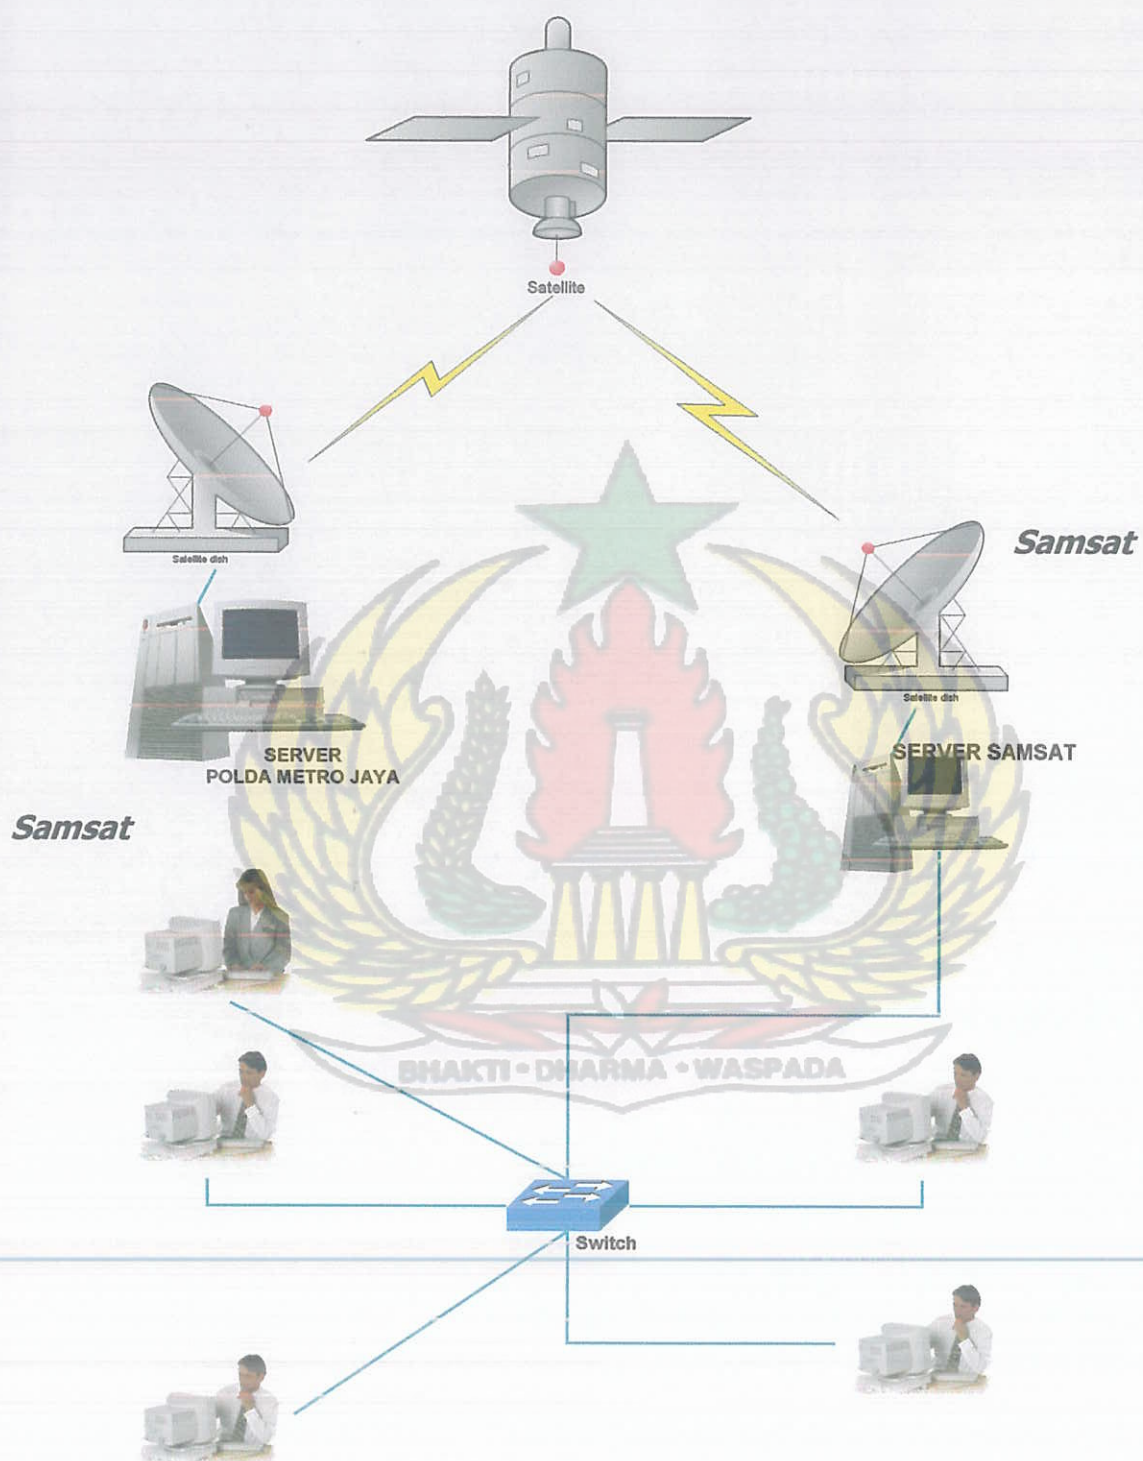 Satellite
Satellite dish
Samsat
Satellite dish
SERVER
POLDA METRO JAYA
SERVER SAMSAT
Samsat
BHAKTI • DHARMA • WASPADA
Switch